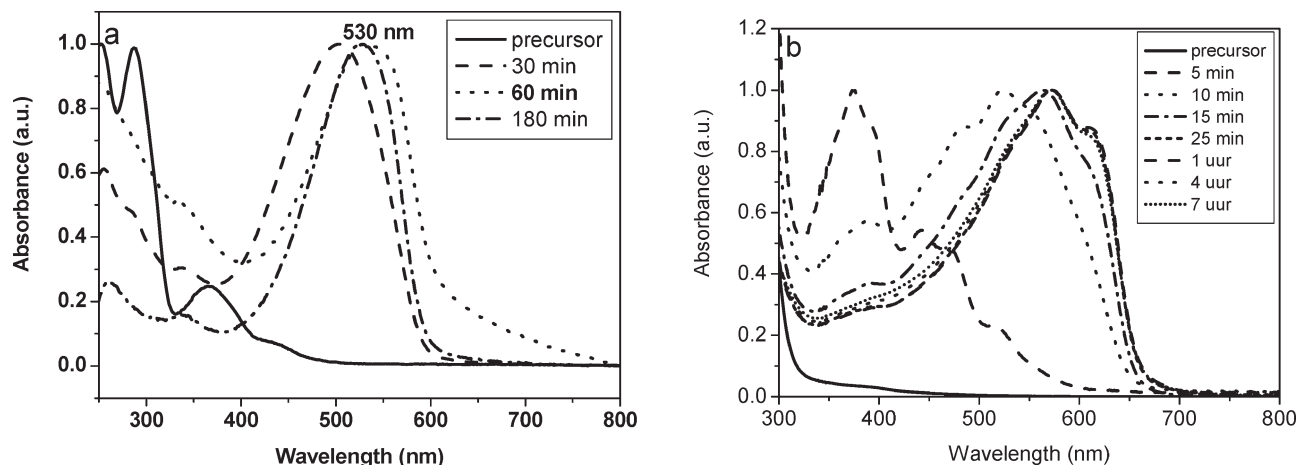 a
530 nm
precursor
30 min
60 min
180 min
1.0
0.8
0.6
0.4
0.2
0.0
Absorbance (a.u.)
300 400 500 600 700 800
Wavelength (nm)
b
precursor
5 min
10 min
15 min
25 min
1 uur
4 uur
7 uur
1.2
1.0
0.8
0.6
0.4
0.2
0.0
Absorbance (a.u.)
300 400 500 600 700 800
Wavelength (nm)